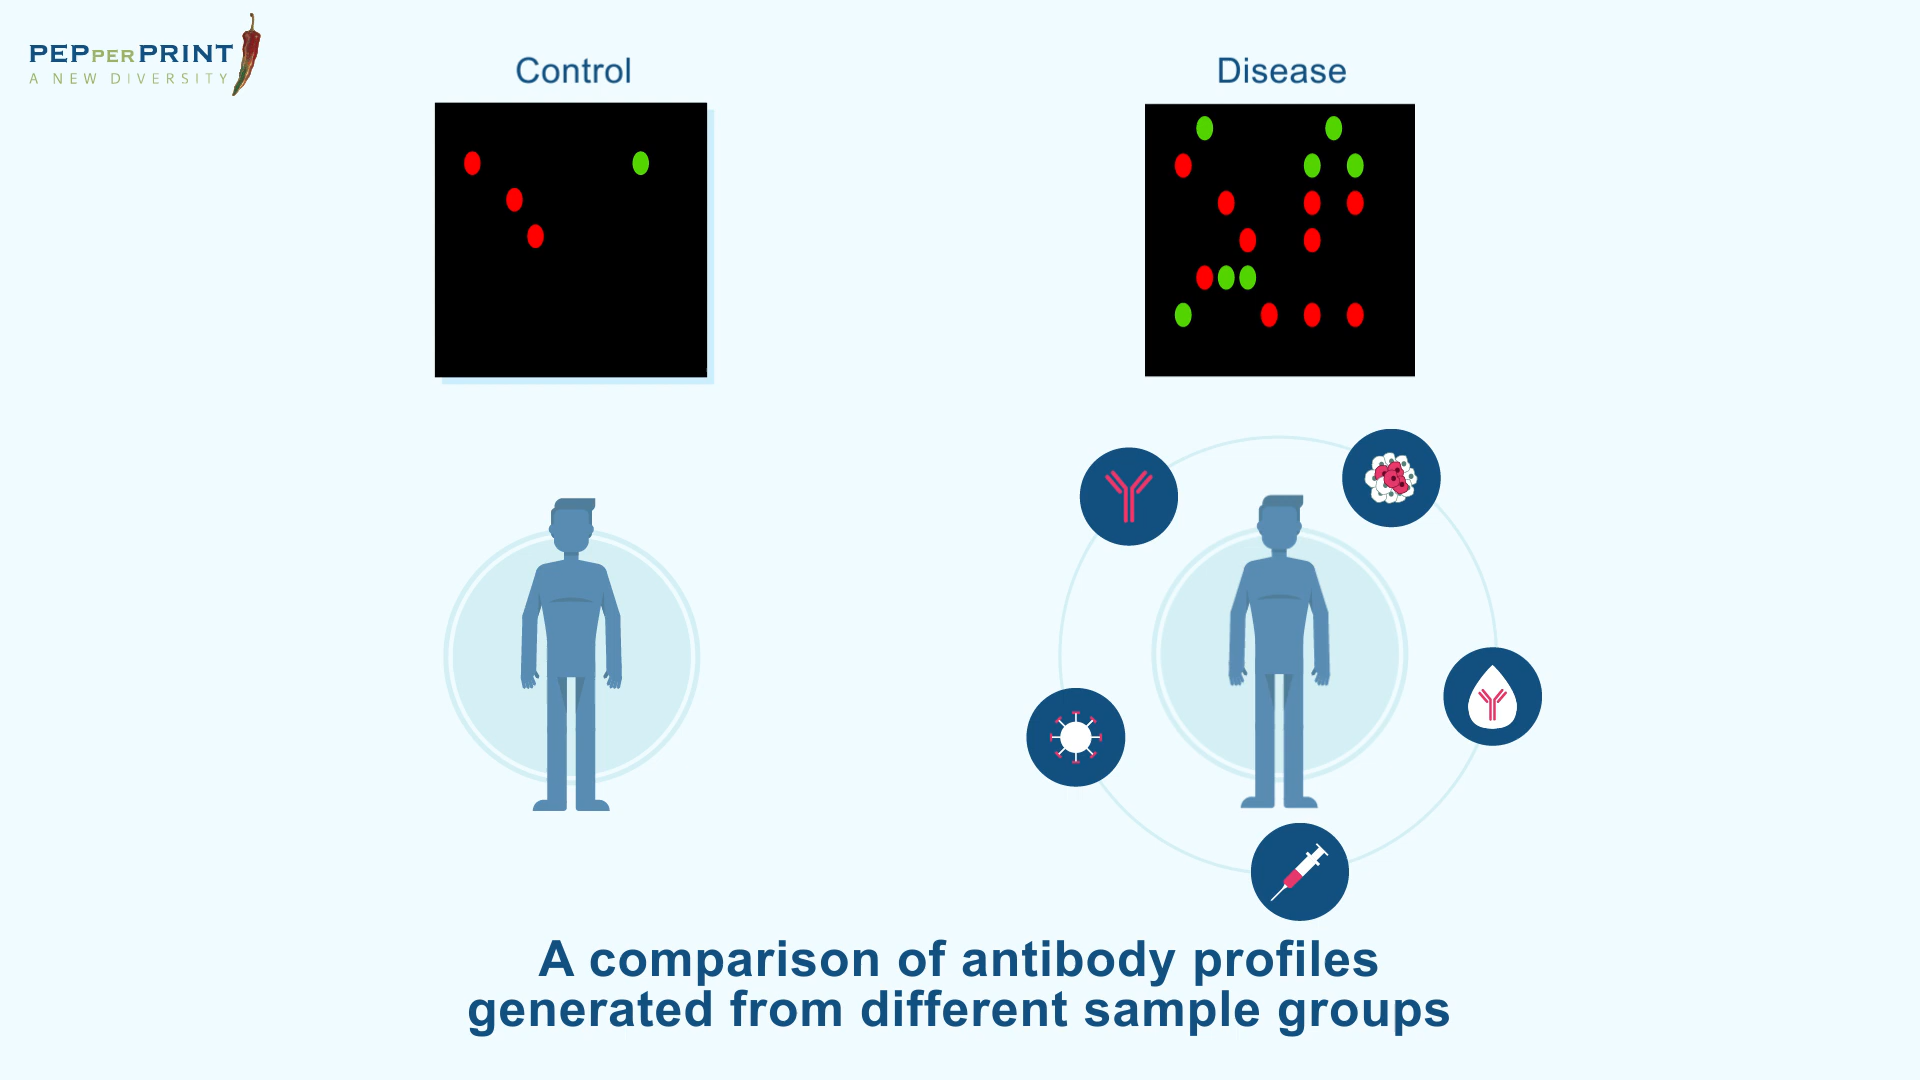 PEPPERPRINT
A NEW DIVERSITY
Control
Disease
A comparison of antibody profiles
generated from different sample groups